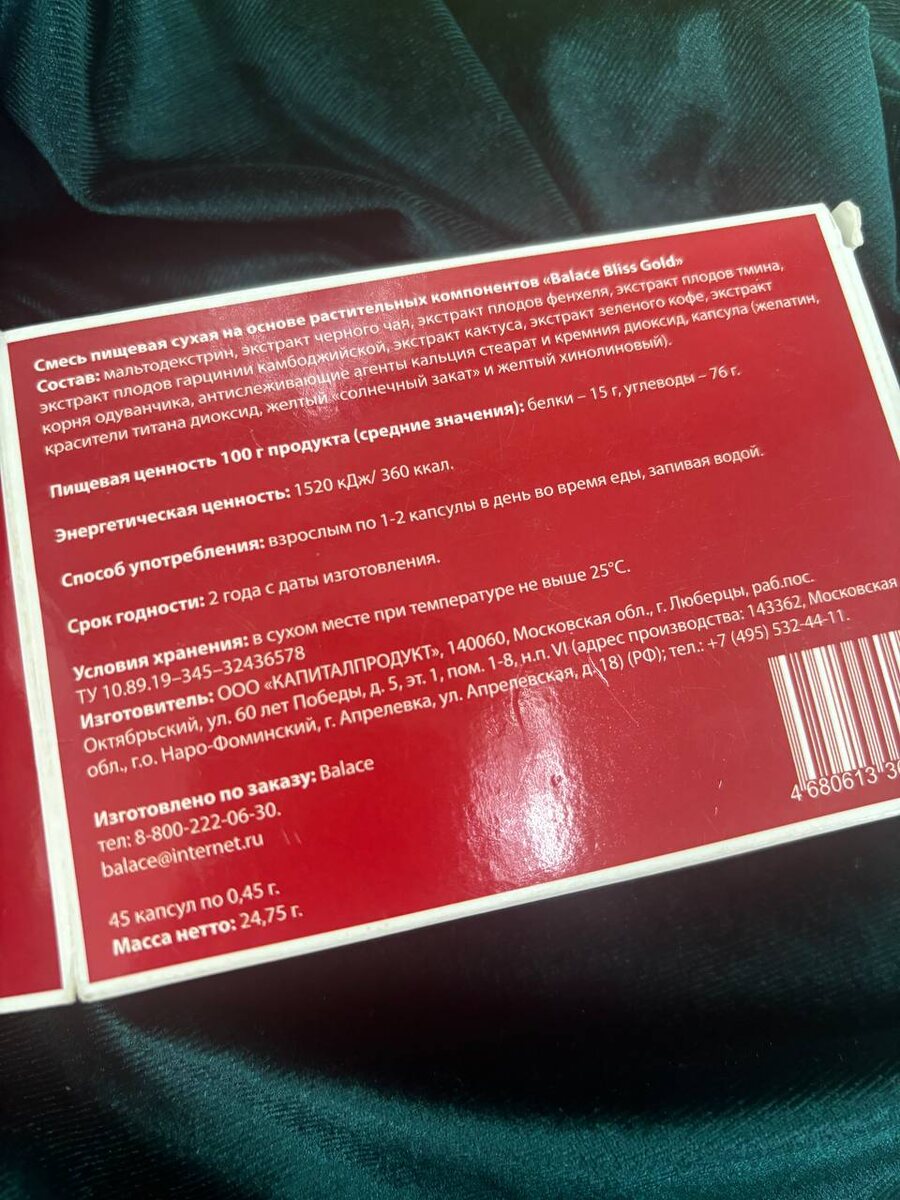 Смесь пищевая сухая на основе растительных компонентов «Balace Bliss Gold»
Состав: мальтодекстрин, экстракт черного чая, экстракт плодов фенхеля, экстракт плодов тмина,
экстракт плодов гарцинии камбоджийской, экстракт кактуса, экстракт зеленого кофе, экстракт
корня одуванчика, антислеживающие агенты кальция стеарат и кремния диоксид, капсула (желатин,
красители титана диоксид, желтый «солнечный закат» и желтый хинолиновый).
Пищевая ценность 100 г продукта (средние значения): белки – 15 г, углеводы – 76 г.
Энергетическая ценность: 1520 кДж/ 360 ккал.
Способ употребления: взрослым по 1-2 капсулы в день во время еды, запивая водой.
Срок годности: 2 года с даты изготовления.
Условия хранения: в сухом месте при температуре не выше 25°С.
ТУ 10.89.19–345–32436578
Изготовитель: ООО «КАПИТАЛПРОДУКТ», 140060, Московская обл., г. Люберцы, раб.пос.
Октябрьский, ул. 60 лет Победы, д. 5, эт. 1, пом. 1-8, н.п. VI (адрес производства: 143362, Московская
обл., г.о. Наро-Фоминский, г. Апрелевка, ул. Апрелевская, д. 18) (РФ); тел.: +7 (495) 532-44-11.
Изготовлено по заказу: Balace
тел: 8-800-222-06-30.
balace@internet.ru
4 680613 3
45 капсул по 0,45 г.
Масса нетто: 24,75 г.